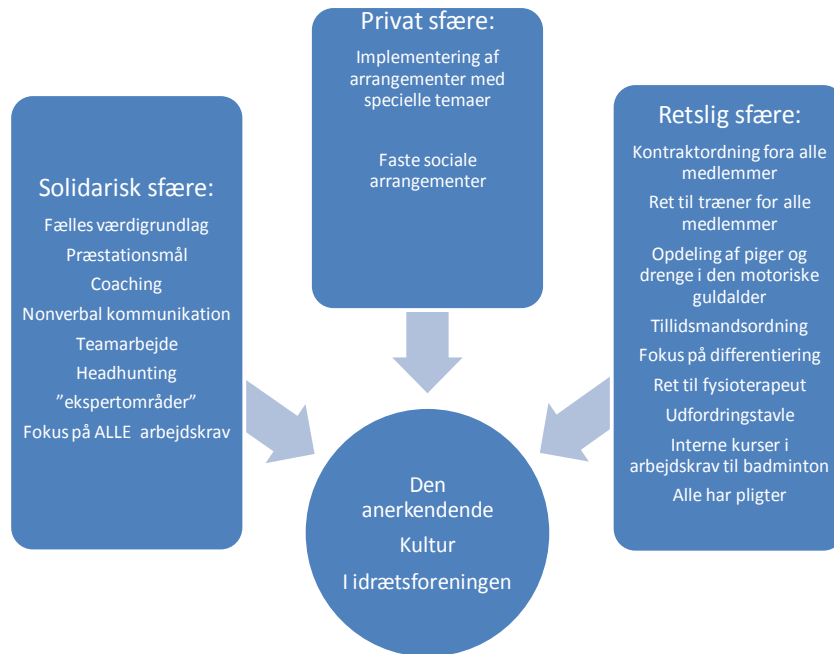 Solidarisk sfære:
Fælles værdigrundlag
Præstationsmål
Coaching
Nonverbal kommunikation
Teamarbejde
Headhunting
”ekspertområder”
Fokus på ALLE arbejdskrav
Privat sfære:
Implementering af
arrangementer med
specielle temaer
Faste sociale
arrangementer
Retslig sfære:
Kontraktordning fora alle
medlemmer
Ret til træner for alle
medlemmer
Opdeling af piger og
drenge i den motoriske
guldalder
Tillidsmandsordning
Fokus på differentiering
Ret til fysioterapeut
Udfordringstavle
Interne kurser i
arbejdskrav til badminton
Alle har pligter
Den
anerkendende
Kultur
I idrætsforeningen